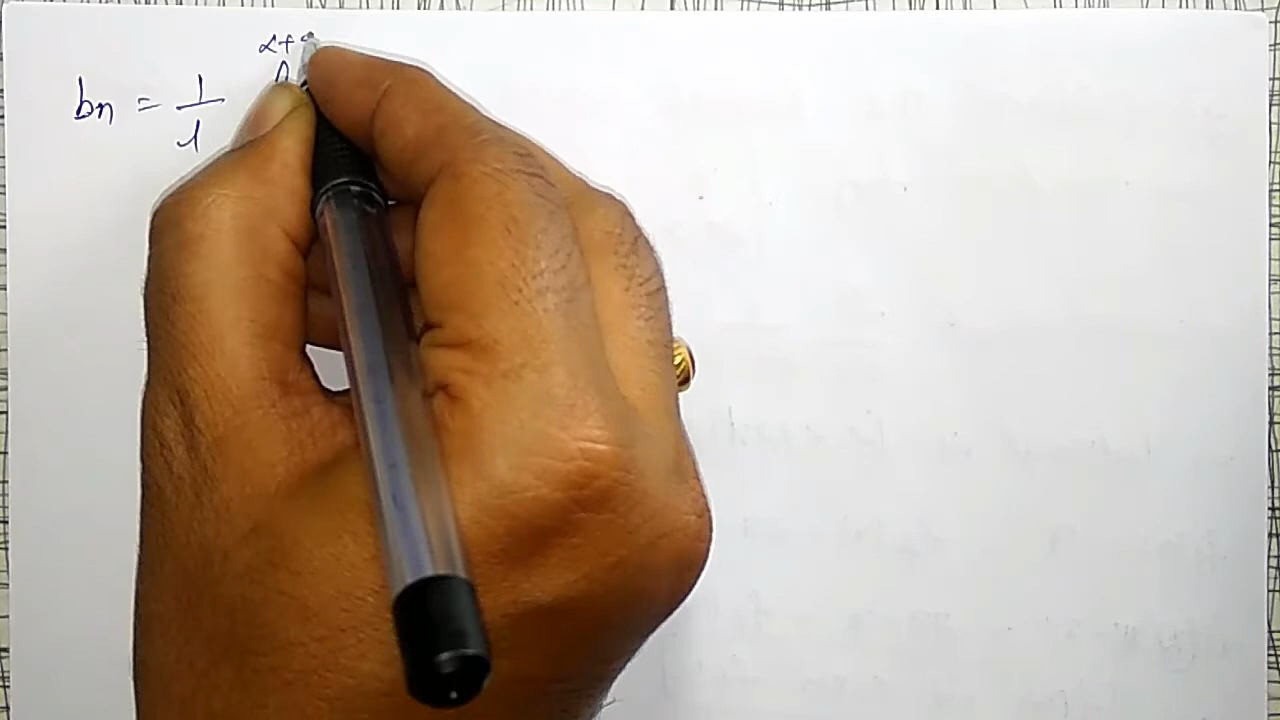 α+
bn = 1/l